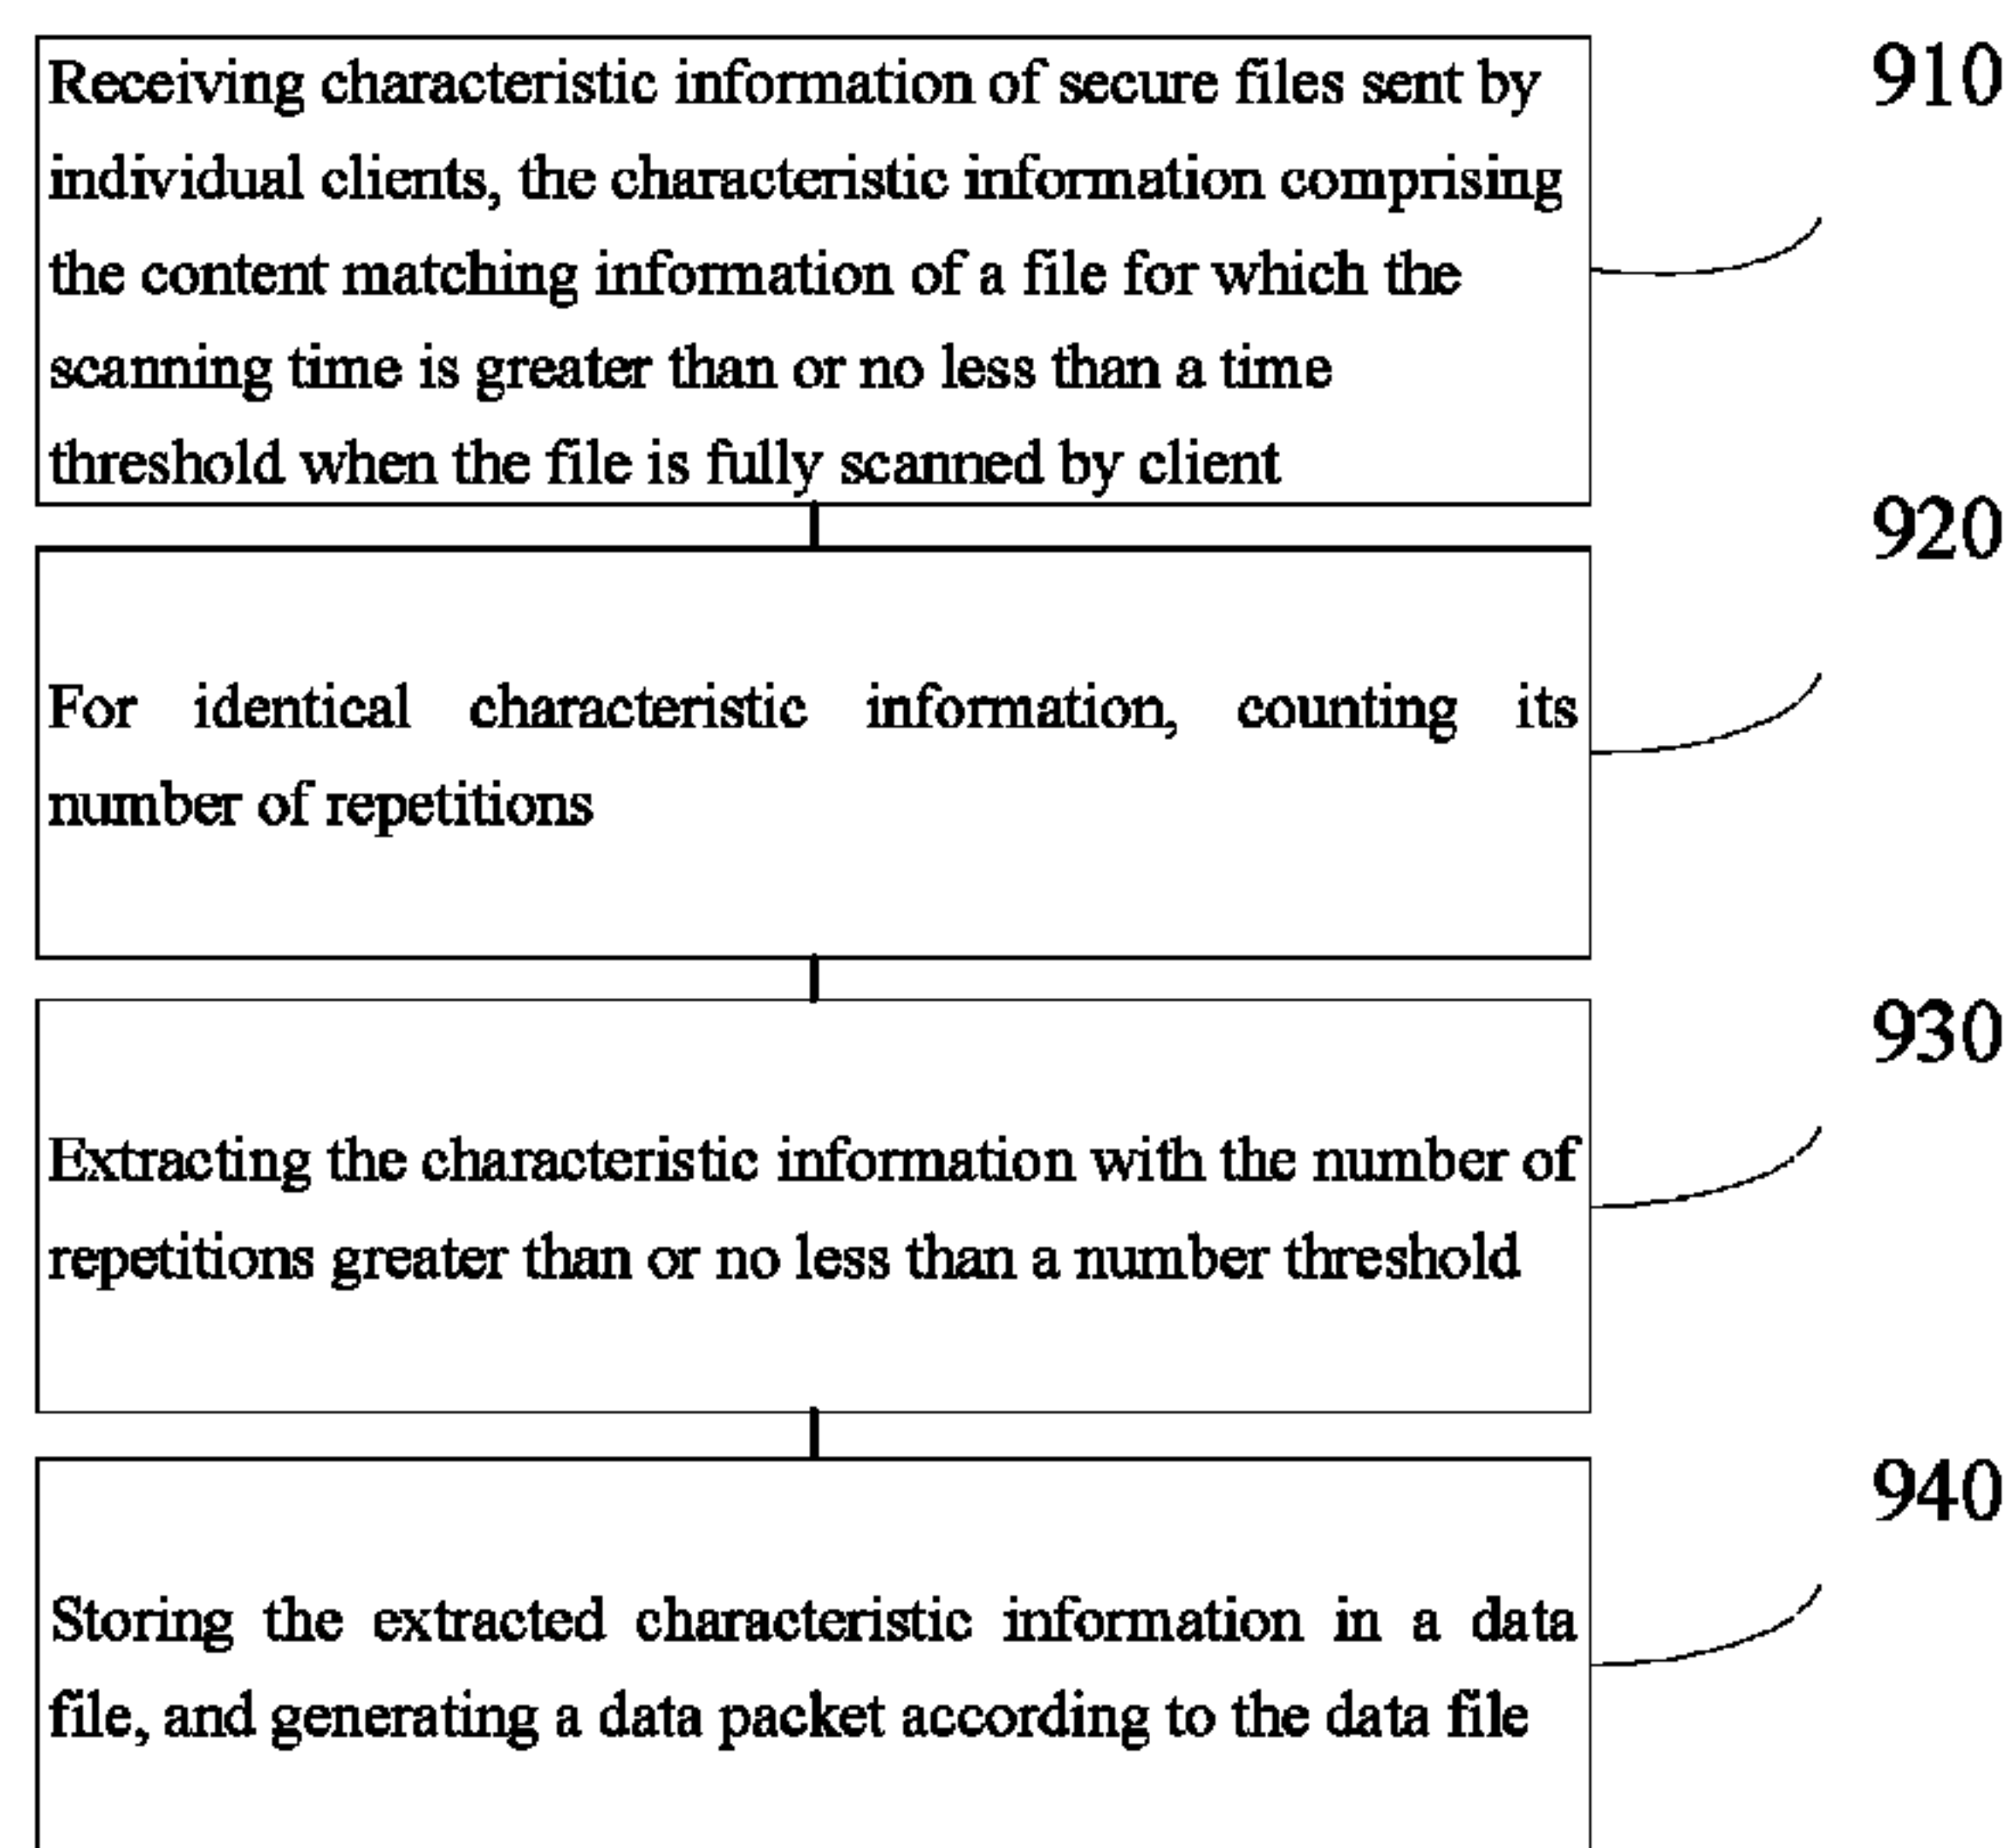 Receiving characteristic information of secure files sent by
individual clients, the characteristic information comprising
the content matching information of a file for which the
scanning time is greater than or no less than a time
threshold when the file is fully scanned by client
910
For identical characteristic information, counting its
number of repetitions
920
Extracting the characteristic information with the number of
repetitions greater than or no less than a number threshold
930
Storing the extracted characteristic information in a data
file, and generating a data packet according to the data file
940